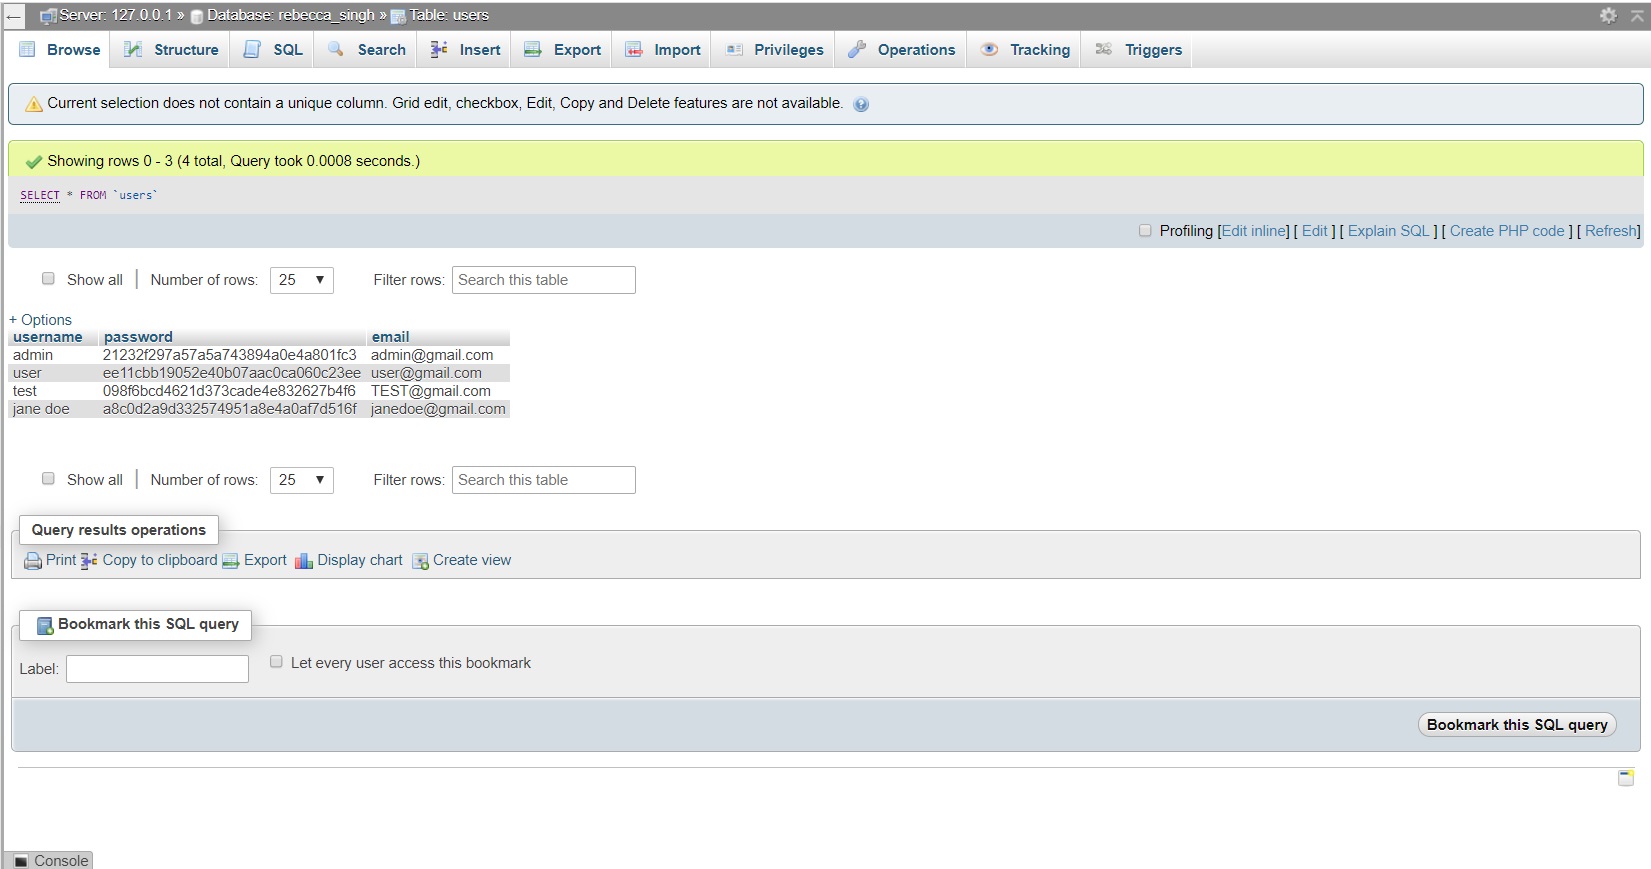 Server: 127.0.0.1 » Database: rebecca_singh » Table: users
Browse Structure SQL Search Insert Export Import Privileges Operations Tracking Triggers
Current selection does not contain a unique column. Grid edit, checkbox, Edit, Copy and Delete features are not available.
Showing rows 0 - 3 (4 total, Query took 0.0008 seconds.)
SELECT * FROM `users`
Profiling [Edit inline] [ Edit ] [ Explain SQL ] [ Create PHP code ] [ Refresh]
Show all | Number of rows: 25 Filter rows: Search this table
+ Options
username password email
admin 21232f297a57a5a743894a0e4a801fc3 admin@gmail.com
user ee11cbb19052e40b07aac0ca060c23ee user@gmail.com
test 098f6bcd4621d373cade4e832627b4f6 TEST@gmail.com
jane doe a8c0d2a9d332574951a8e4a0af7d516f janedoe@gmail.com
Show all | Number of rows: 25 Filter rows: Search this table
Query results operations
Print Copy to clipboard Export Display chart Create view
Bookmark this SQL query
Label: Let every user access this bookmark
Bookmark this SQL query
Console